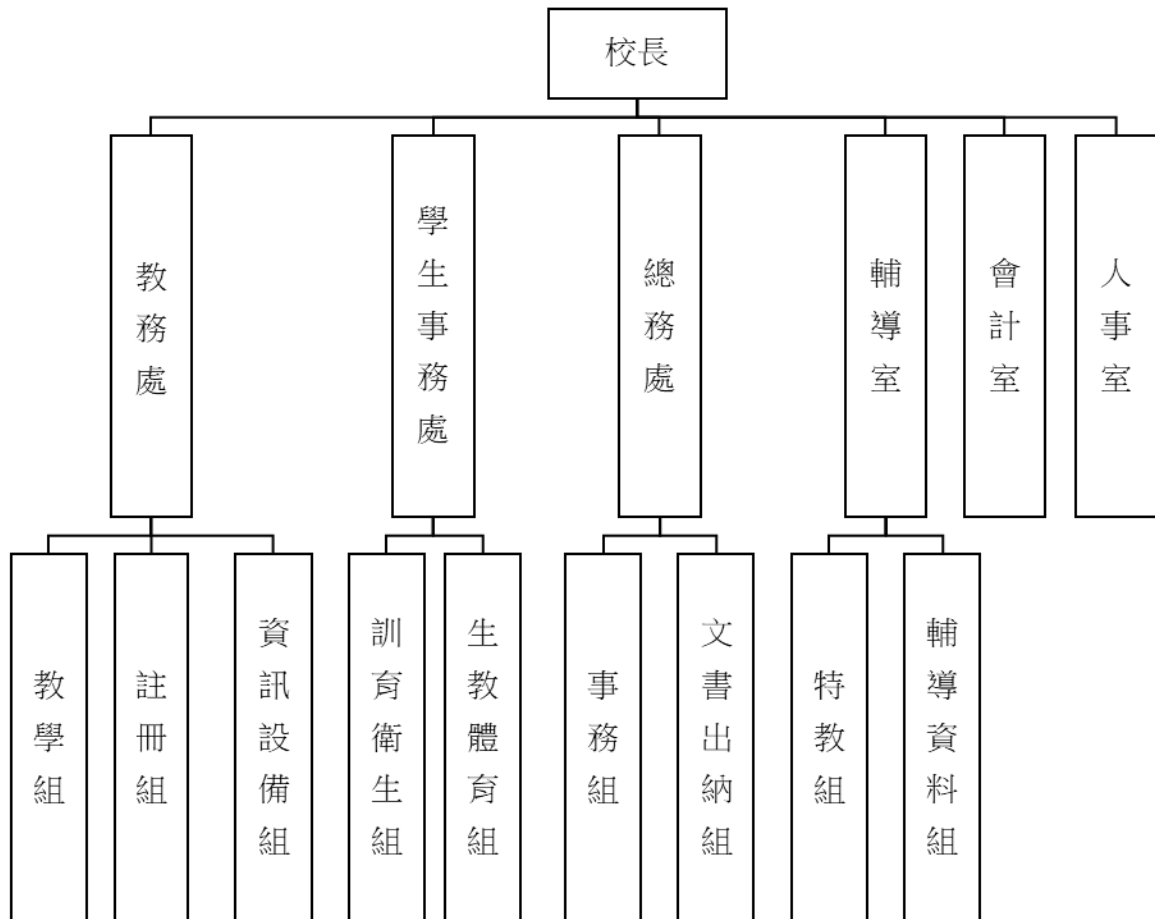 校長
教務處
學生事務處
總務處
輔導室
會計室
人事室
教學組
註冊組
資訊設備組
訓育衛生組
生教體育組
事務組
文書出納組
特教組
輔導資料組